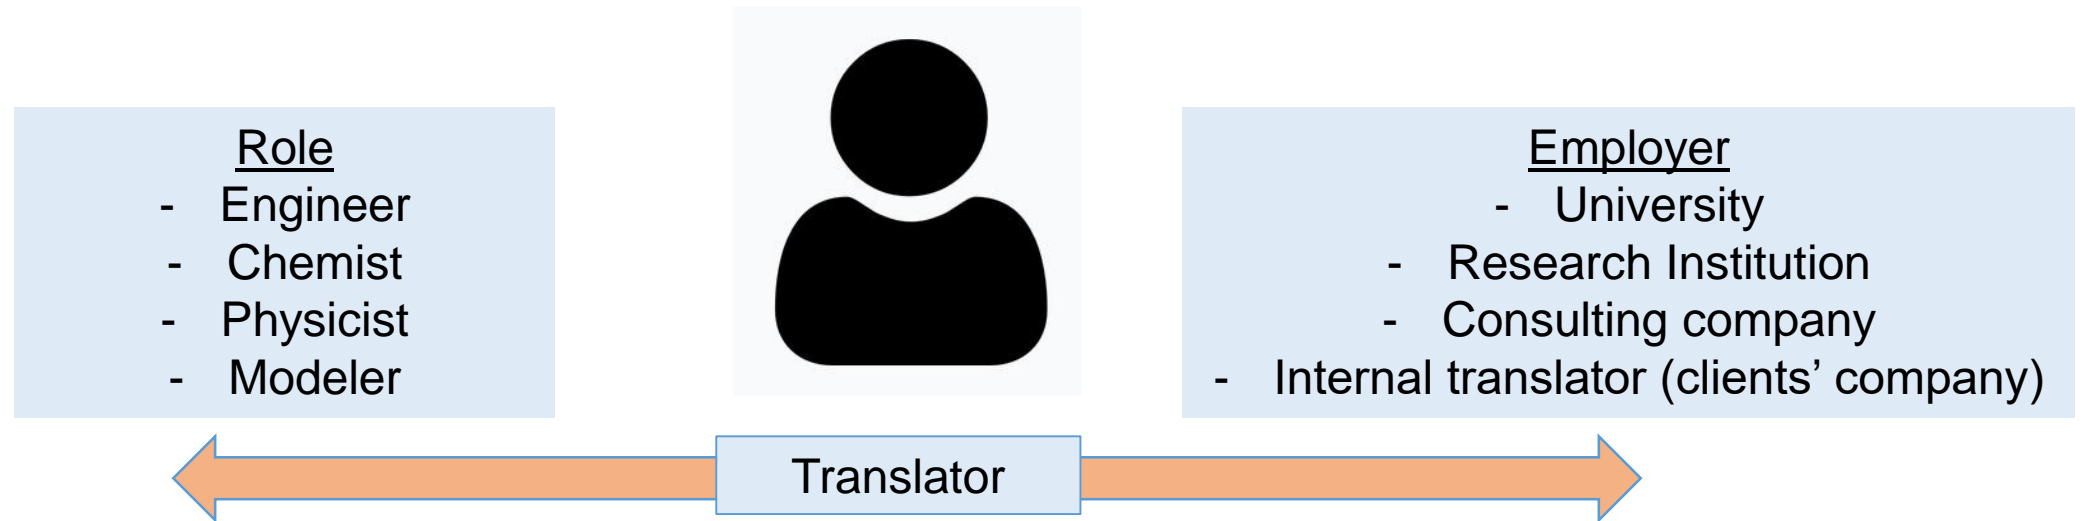 Role
- Engineer
- Chemist
- Physicist
- Modeler
Employer
- University
- Research Institution
- Consulting company
- Internal translator (clients’ company)
Translator